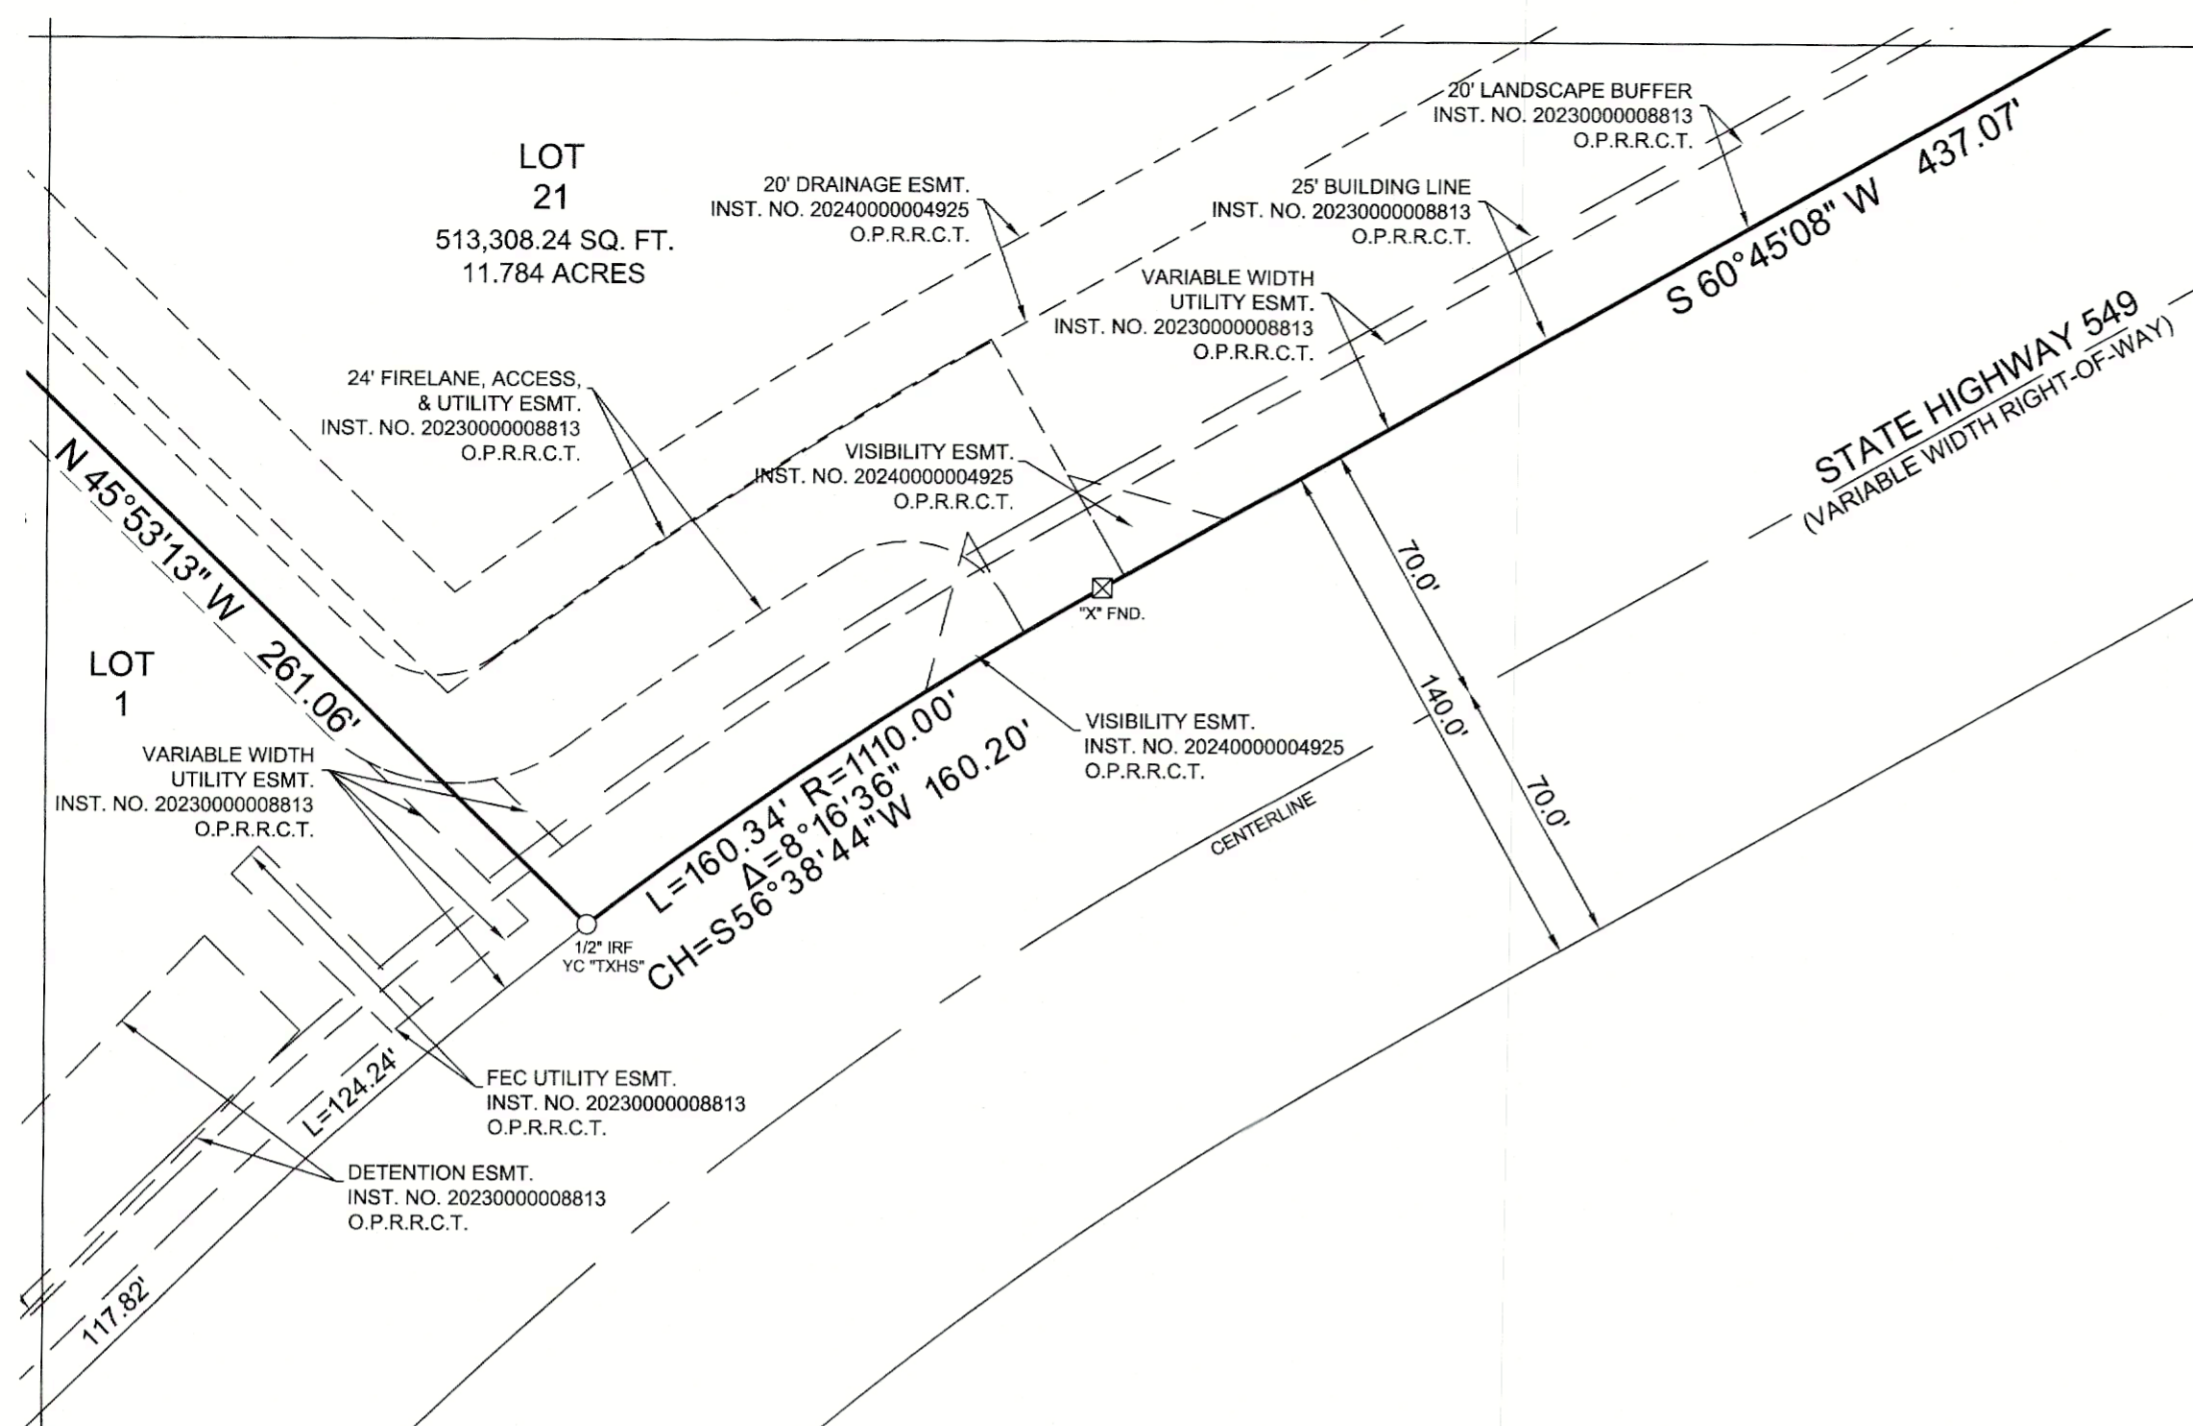 20' LANDSCAPE BUFFER
INST. NO. 20230000008813
O.P.R.R.C.T.
437.07'
LOT
21
513,308.24 SQ. FT.
11.784 ACRES
20' DRAINAGE ESMT.
INST. NO. 20240000004925
O.P.R.R.C.T.
25' BUILDING LINE
INST. NO. 20230000008813
O.P.R.R.C.T.
S 60°45'08" W
VARIABLE WIDTH
UTILITY ESMT.
INST. NO. 20230000008813
O.P.R.R.C.T.
STATE HIGHWAY 549
(VARIABLE WIDTH RIGHT-OF-WAY)
24' FIRELANE, ACCESS,
& UTILITY ESMT.
INST. NO. 20230000008813
O.P.R.R.C.T.
VISIBILITY ESMT.
INST. NO. 20240000004925
O.P.R.R.C.T.
N 45°53'13" W 261.06'
70.0'
"X" FND.
LOT
1
140.0'
70.0'
VISIBILITY ESMT.
INST. NO. 20240000004925
O.P.R.R.C.T.
VARIABLE WIDTH
UTILITY ESMT.
INST. NO. 20230000008813
O.P.R.R.C.T.
L=160.34' R=1110.00'
Δ=8°16'36"
CH=S56°38'44"W 160.20'
CENTERLINE
1/2" IRF
YC "TXHS"
L=124.24'
FEC UTILITY ESMT.
INST. NO. 20230000008813
O.P.R.R.C.T.
DETENTION ESMT.
INST. NO. 20230000008813
O.P.R.R.C.T.
117.82'